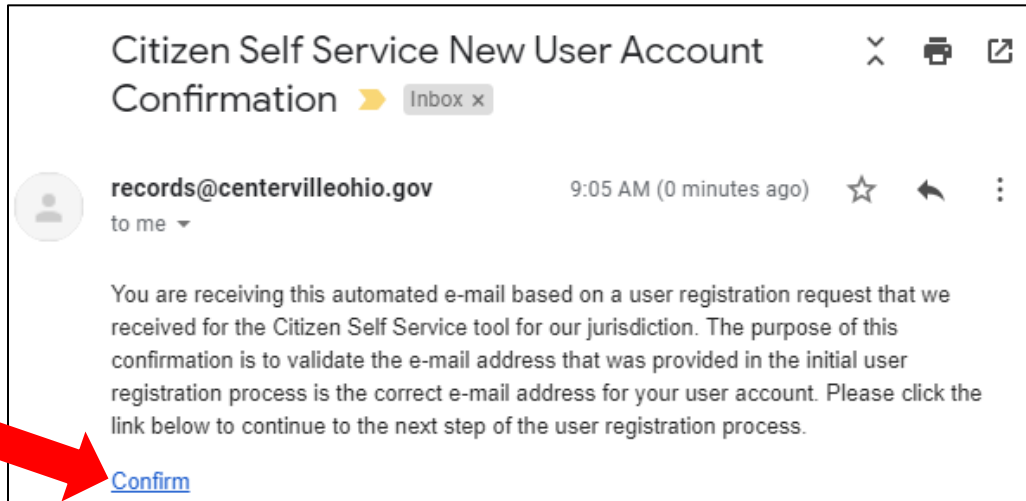 Citizen Self Service New User Account
Confirmation Inbox x
records@centervilleohio.gov 9:05 AM (0 minutes ago)
to me
You are receiving this automated e-mail based on a user registration request that we
received for the Citizen Self Service tool for our jurisdiction. The purpose of this
confirmation is to validate the e-mail address that was provided in the initial user
registration process is the correct e-mail address for your user account. Please click the
link below to continue to the next step of the user registration process.
Confirm